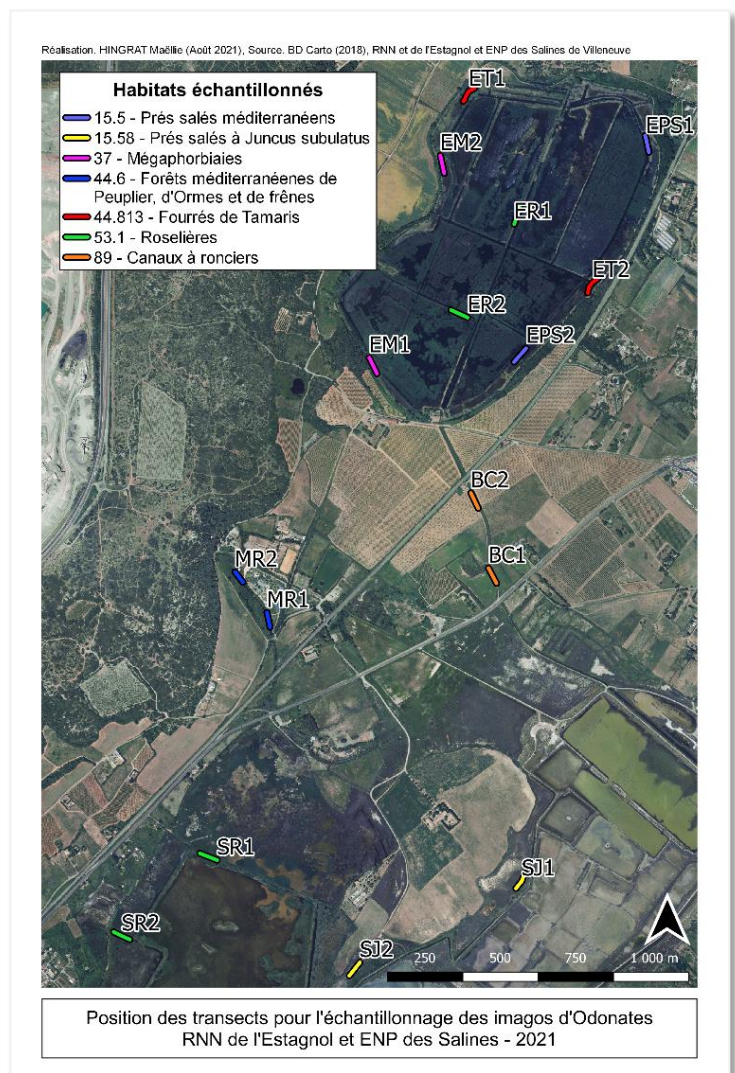 Réalisation. HINGRAT Maëllie (Août 2021), Source. BD Carto (2018), RNN et de l'Estagnol et ENP des Salines de Villeneuve
Habitats échantillonnés
15.5 - Prés salés méditerranéens
15.58 - Prés salés à Juncus subulatus
37 - Mégaphorbiaies
44.6 - Forêts méditerranéenes de
Peuplier, d'Ormes et de frênes
44.813 - Fourrés de Tamaris
53.1 - Roselières
89 - Canaux à ronciers
ET1
EPS1
EM2
ER1
ET2
ER2
EPS2
EM1
BC2
BC1
MR2
MR1
SR1
SJ1
SR2
SJ2
250 500 750 1 000 m
Position des transects pour l'échantillonnage des imagos d'Odonates
RNN de l'Estagnol et ENP des Salines - 2021